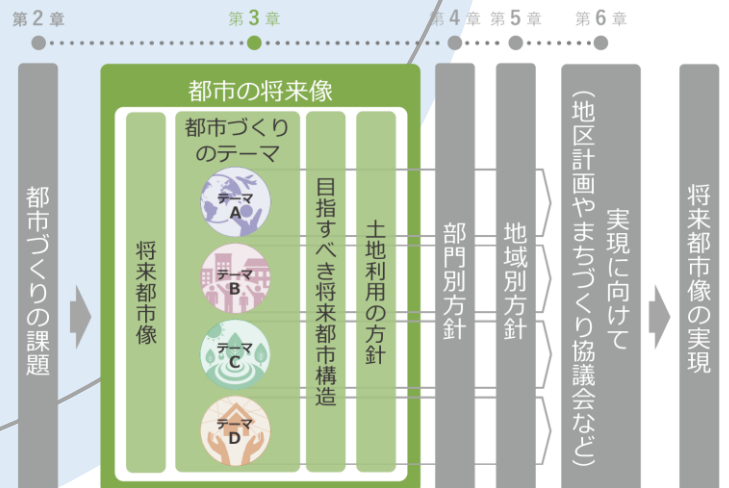 第2章
第3章
第4章
第5章
第6章
都市づくりの課題
都市の将来像
将来都市像
都市づくり
のテーマ
テーマ
A
テーマ
B
テーマ
C
テーマ
D
目指すべき将来都市構造
土地利用の方針
部門別方針
地域別方針
実現に向けて
（地区計画やまちづくり協議会など）
将来都市像の実現